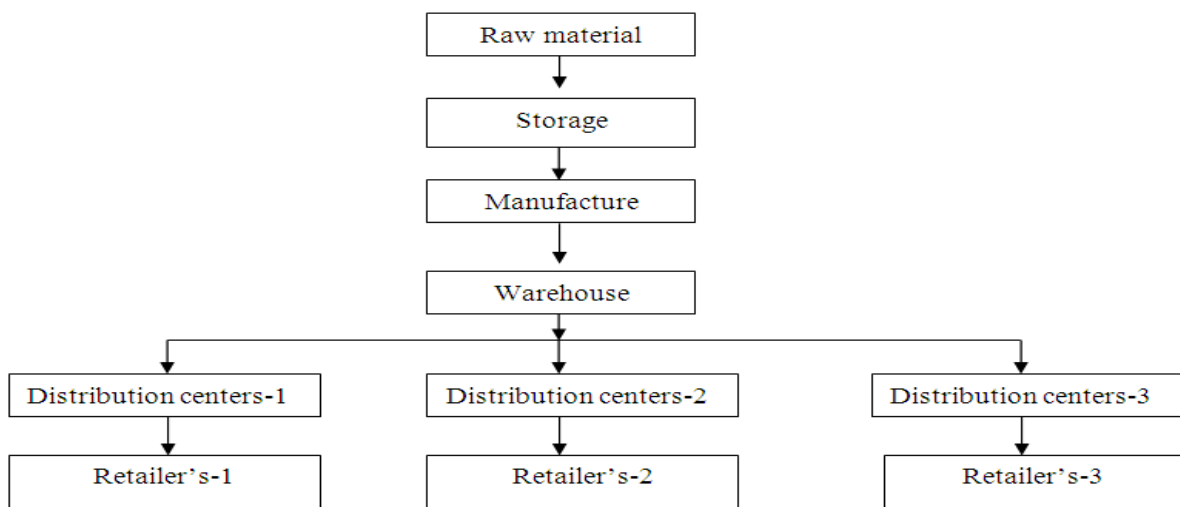 Raw material
Storage
Manufacture
Warehouse
Distribution centers-1
Distribution centers-2
Distribution centers-3
Retailer's-1
Retailer's-2
Retailer's-3